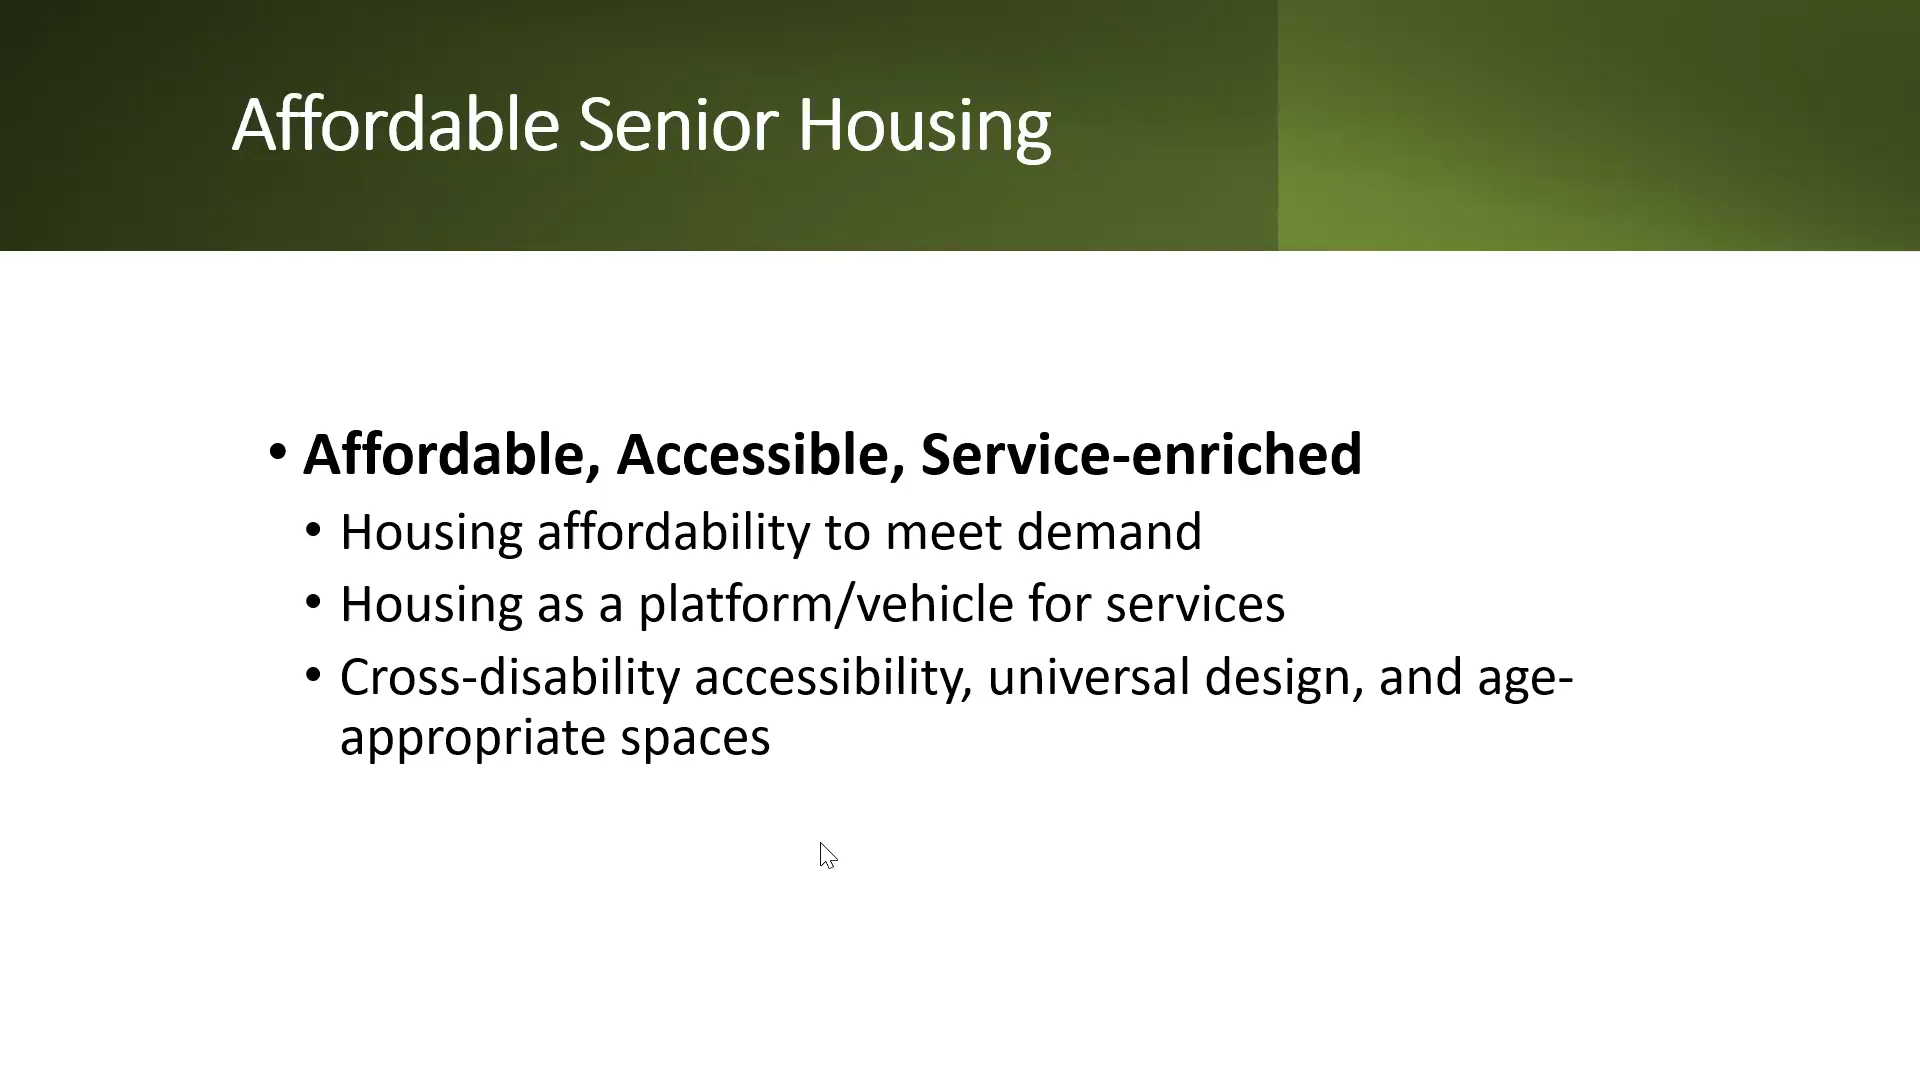 Affordable Senior Housing
• Affordable, Accessible, Service-enriched
• Housing affordability to meet demand
• Housing as a platform/vehicle for services
• Cross-disability accessibility, universal design, and age-
appropriate spaces